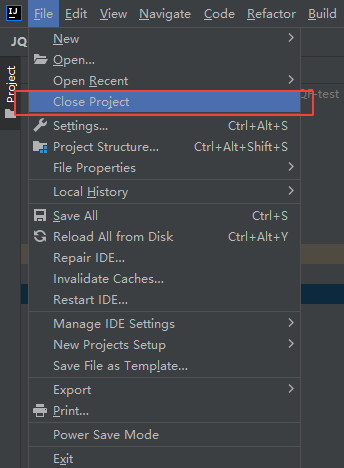 IJ File Edit View Navigate Code Refactor Build
JQ
Project
New
Open...
Open Recent
Close Project
Settings... Ctrl+Alt+S
Project Structure... Ctrl+Alt+Shift+S
File Properties
Local History
Save All Ctrl+S
Reload All from Disk Ctrl+Alt+Y
Repair IDE...
Invalidate Caches...
Restart IDE...
Manage IDE Settings
New Projects Setup
Save File as Template...
Export
Print...
Power Save Mode
Exit